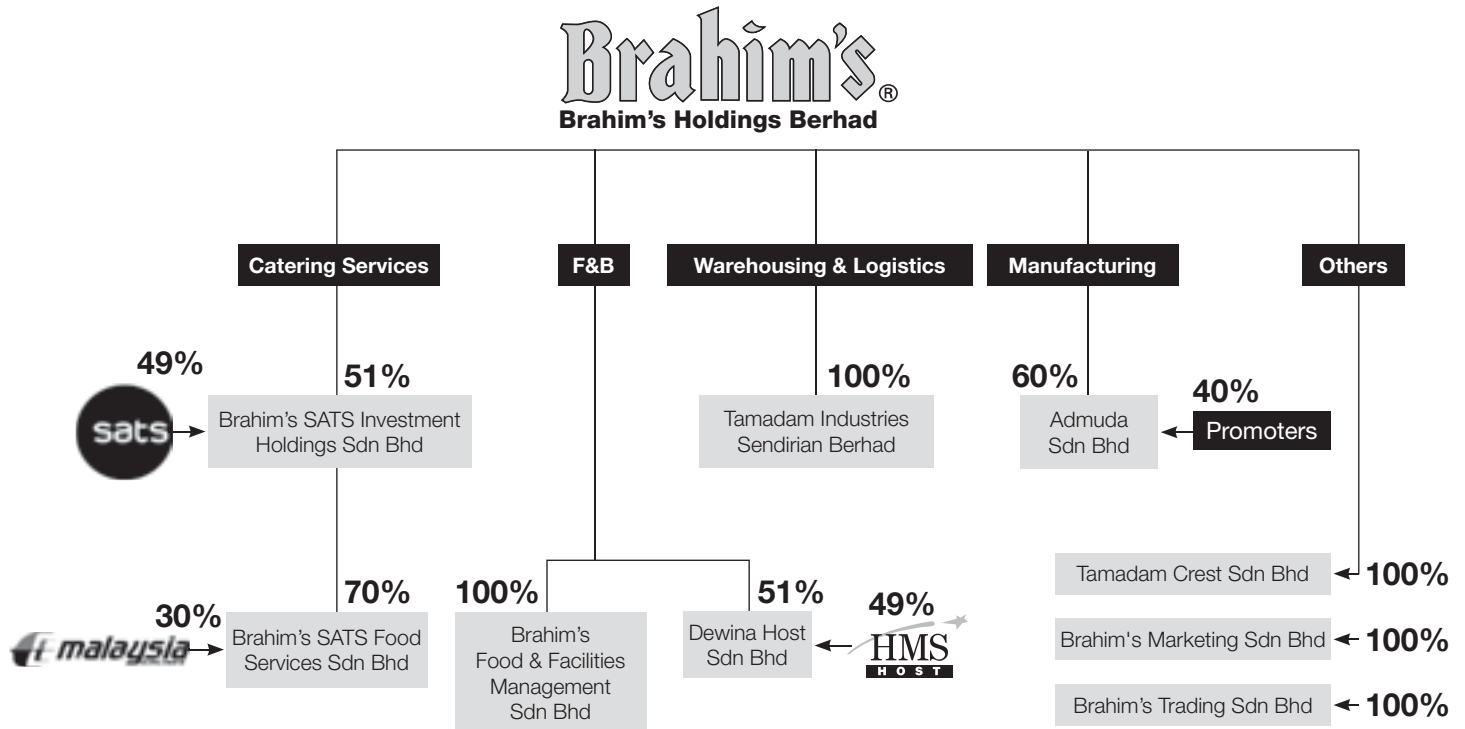 Brahim's®
Brahim's Holdings Berhad
Catering Services
F&B
Warehousing & Logistics
Manufacturing
Others
49%
sats
51%
Brahim's SATS Investment
Holdings Sdn Bhd
100%
Tamadam Industries
Sendirian Berhad
60%
Admuda
Sdn Bhd
40%
Promoters
30%
malaysia
70%
Brahim's SATS Food
Services Sdn Bhd
100%
Brahim's
Food & Facilities
Management
Sdn Bhd
51%
Dewina Host
Sdn Bhd
49%
HMS
HOST
Tamadam Crest Sdn Bhd
100%
Brahim's Marketing Sdn Bhd
100%
Brahim's Trading Sdn Bhd
100%